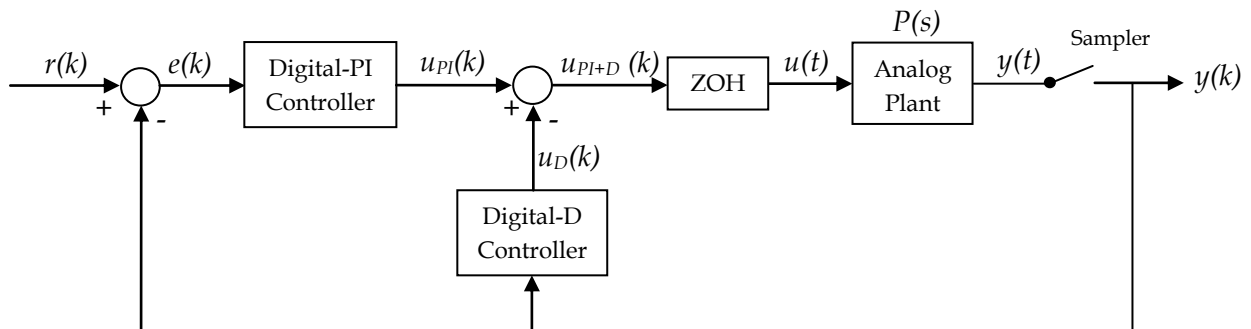 P(s)
Sampler
r(k)
e(k)
Digital-PI
Controller
uPI(k)
uPI+D (k)
ZOH
u(t)
Analog
Plant
y(t)
y(k)
+
-
+
-
uD(k)
Digital-D
Controller